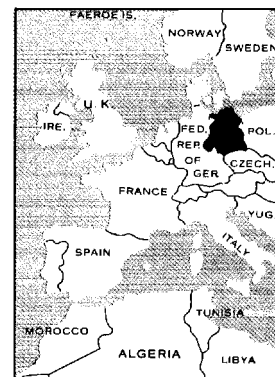 FAEROE IS.
NORWAY
SWEDEN
U. K.
IRE.
FED.
REP.
OF
GER.
POL.
CZECH.
FRANCE
YUG.
ITALY
SPAIN
TUNISIA
MOROCCO
ALGERIA
LIBYA